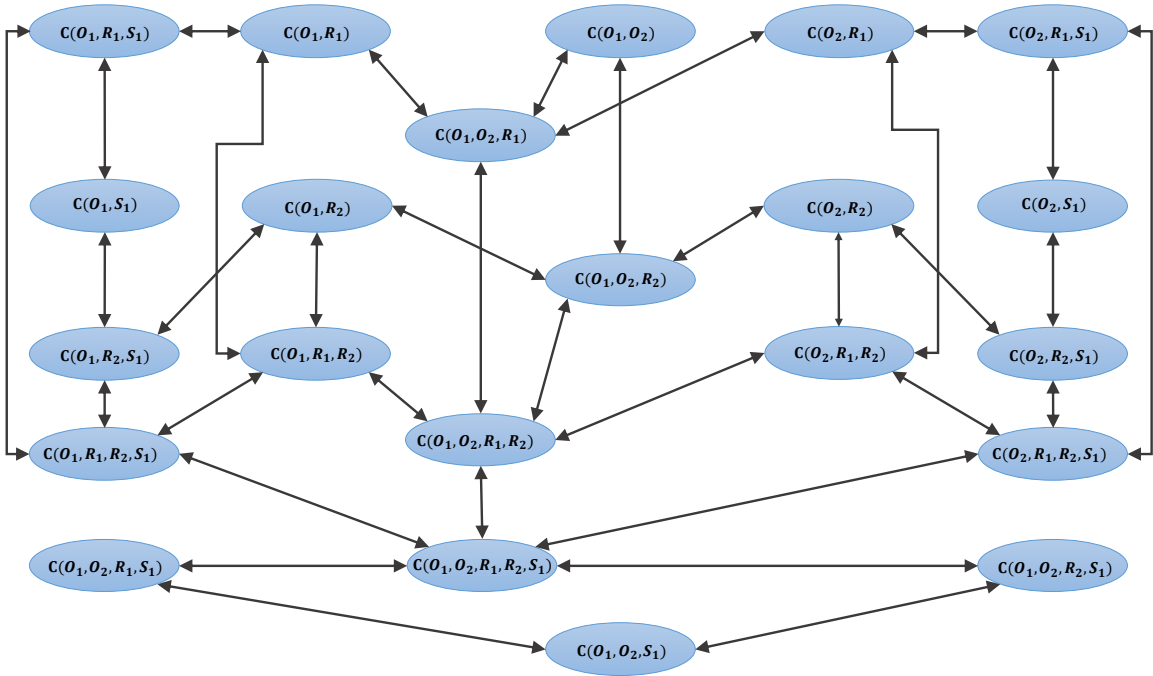 C(O₁,R₁,S₁)
C(O₁,R₁)
C(O₁,O₂)
C(O₂,R₁)
C(O₂,R₁,S₁)
C(O₁,O₂,R₁)
C(O₁,S₁)
C(O₁,R₂)
C(O₂,R₂)
C(O₂,S₁)
C(O₁,O₂,R₂)
C(O₁,R₂,S₁)
C(O₁,R₁,R₂)
C(O₂,R₁,R₂)
C(O₂,R₂,S₁)
C(O₁,R₁,R₂,S₁)
C(O₁,O₂,R₁,R₂)
C(O₂,R₁,R₂,S₁)
C(O₁,O₂,R₁,S₁)
C(O₁,O₂,R₁,R₂,S₁)
C(O₁,O₂,R₂,S₁)
C(O₁,O₂,S₁)